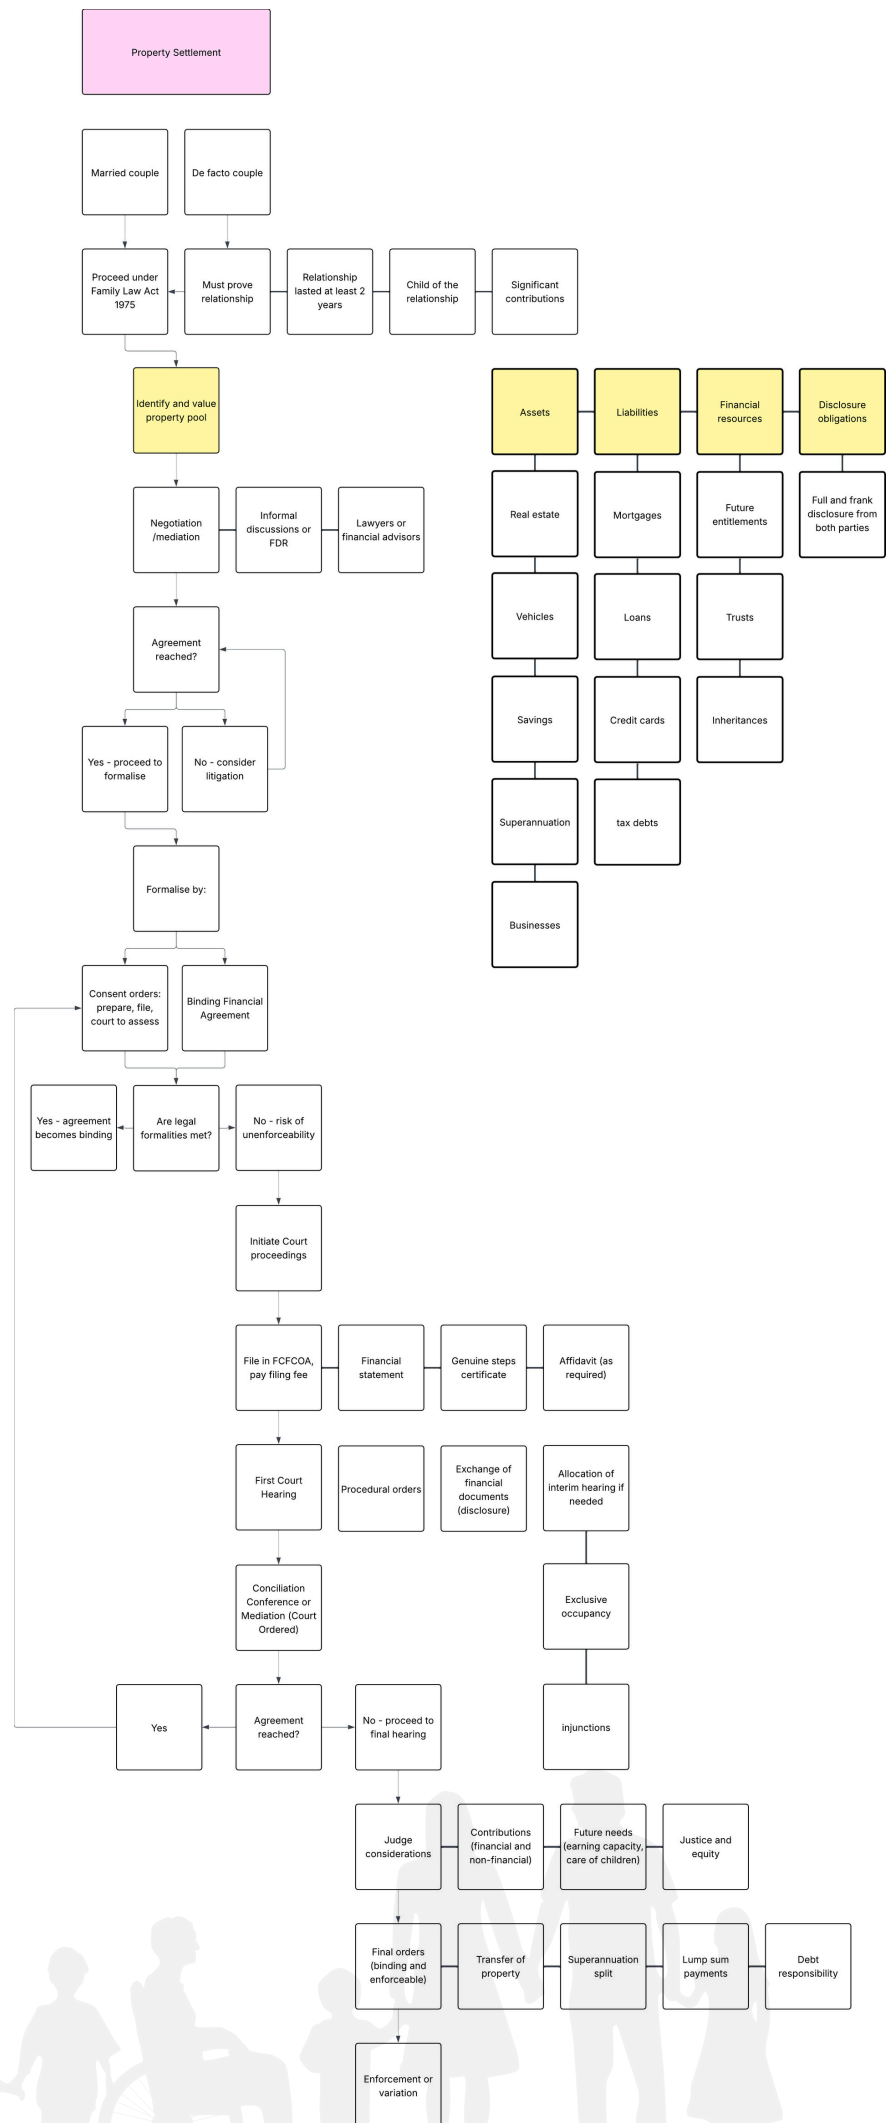 Property Settlement
Married couple
De facto couple
Proceed under
Family Law Act
1975
Must prove
relationship
Relationship
lasted at least 2
years
Child of the
relationship
Significant
contributions
Identify and value
property pool
Assets
Liabilities
Financial
resources
Disclosure
obligations
Negotiation
/mediation
Informal
discussions or
FDR
Lawyers or
financial advisors
Real estate
Mortgages
Future
entitlements
Full and frank
disclosure from
both parties
Agreement
reached?
Vehicles
Loans
Trusts
Yes - proceed to
formalise
No - consider
litigation
Savings
Credit cards
Inheritances
Superannuation
tax debts
Formalise by:
Businesses
Consent orders:
prepare, file,
court to assess
Binding Financial
Agreement
Yes - agreement
becomes binding
Are legal
formalities met?
No - risk of
unenforceability
Initiate Court
proceedings
File in FCFCOA,
pay filing fee
Financial
statement
Genuine steps
certificate
Affidavit (as
required)
First Court
Hearing
Procedural orders
Exchange of
financial
documents
(disclosure)
Allocation of
interim hearing if
needed
Conciliation
Conference or
Mediation (Court
Ordered)
Exclusive
occupancy
Yes
Agreement
reached?
No - proceed to
final hearing
injunctions
Judge
considerations
Contributions
(financial and
non-financial)
Future needs
(earning capacity,
care of children)
Justice and
equity
Final orders
(binding and
enforceable)
Transfer of
property
Superannuation
split
Lump sum
payments
Debt
responsibility
Enforcement or
variation